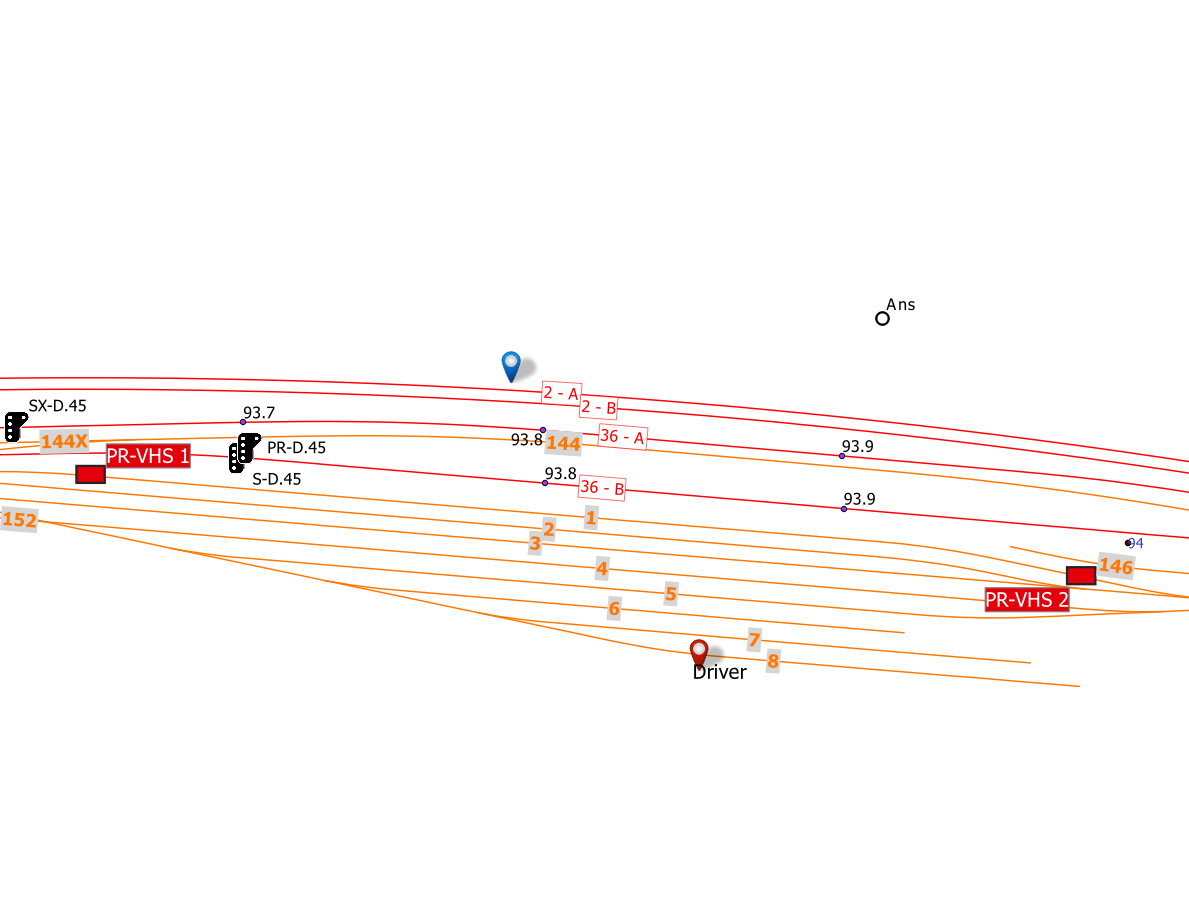 Ans
2 - A
SX-D.45
2 - B
93.7
144X
36 - A
93.8
144
PR-D.45
93.9
PR-VHS 1
93.8
S-D.45
36 - B
93.9
152
1
2
3
94
146
4
5
PR-VHS 2
6
7
8
Driver